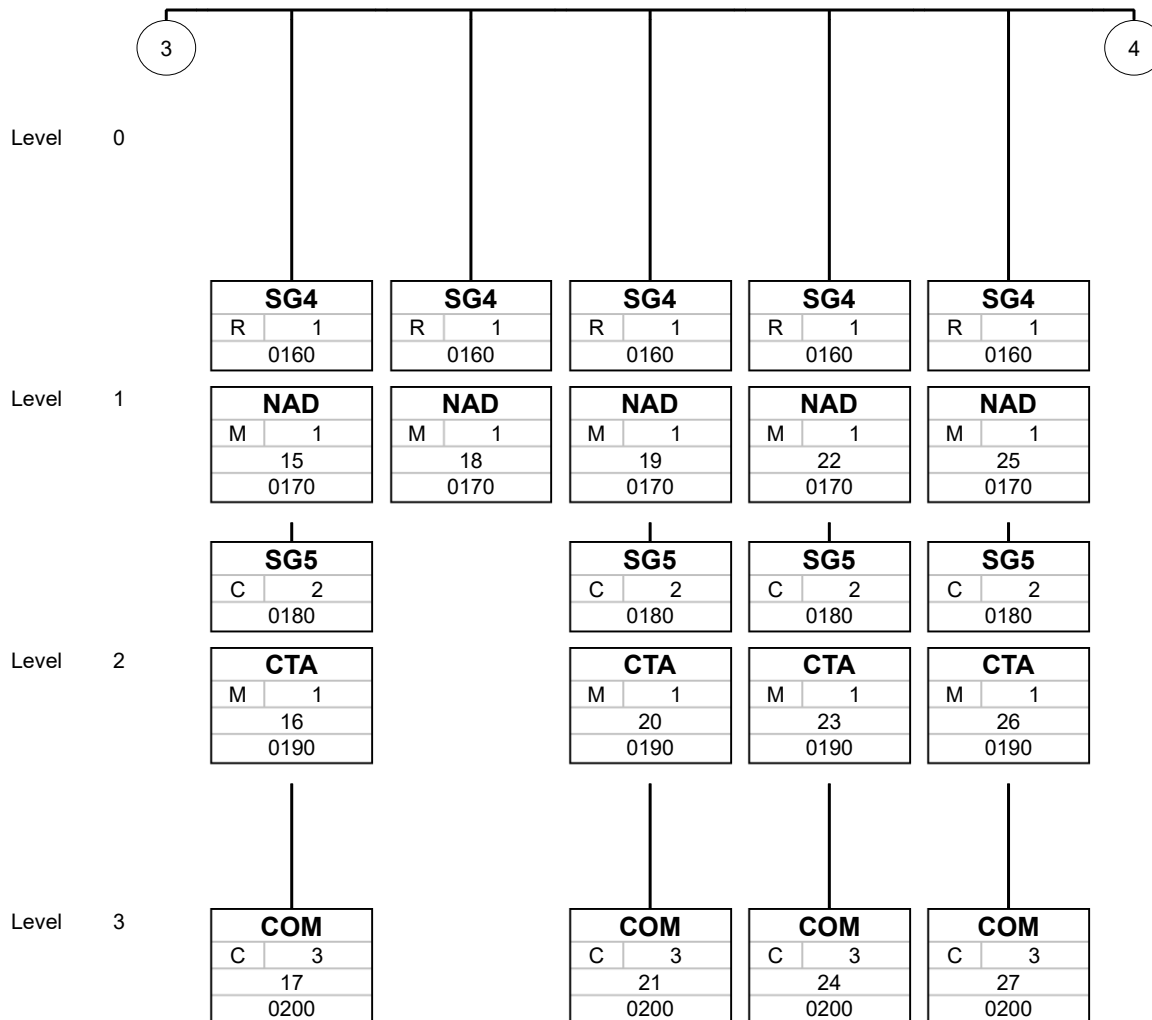 3 4
Level 0
SG4 SG4 SG4 SG4 SG4
R 1 R 1 R 1 R 1 R 1
0160 0160 0160 0160 0160
Level 1 NAD NAD NAD NAD NAD
M 1 M 1 M 1 M 1 M 1
15 18 19 22 25
0170 0170 0170 0170 0170
SG5 SG5 SG5 SG5
C 2 C 2 C 2 C 2
0180 0180 0180 0180
Level 2 CTA CTA CTA CTA
M 1 M 1 M 1 M 1
16 20 23 26
0190 0190 0190 0190
Level 3 COM COM COM COM
C 3 C 3 C 3 C 3
17 21 24 27
0200 0200 0200 0200